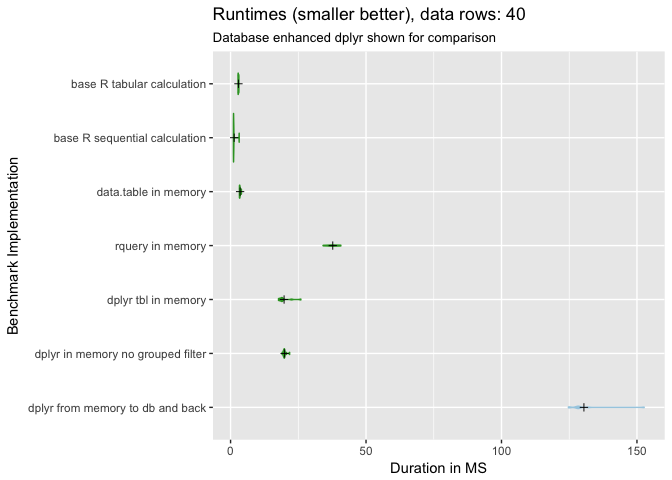 Runtimes (smaller better), data rows: 40
Database enhanced dplyr shown for comparison
Benchmark Implementation
base R tabular calculation
base R sequential calculation
data.table in memory
rquery in memory
dplyr tbl in memory
dplyr in memory no grouped filter
dplyr from memory to db and back
0 50 100 150
Duration in MS